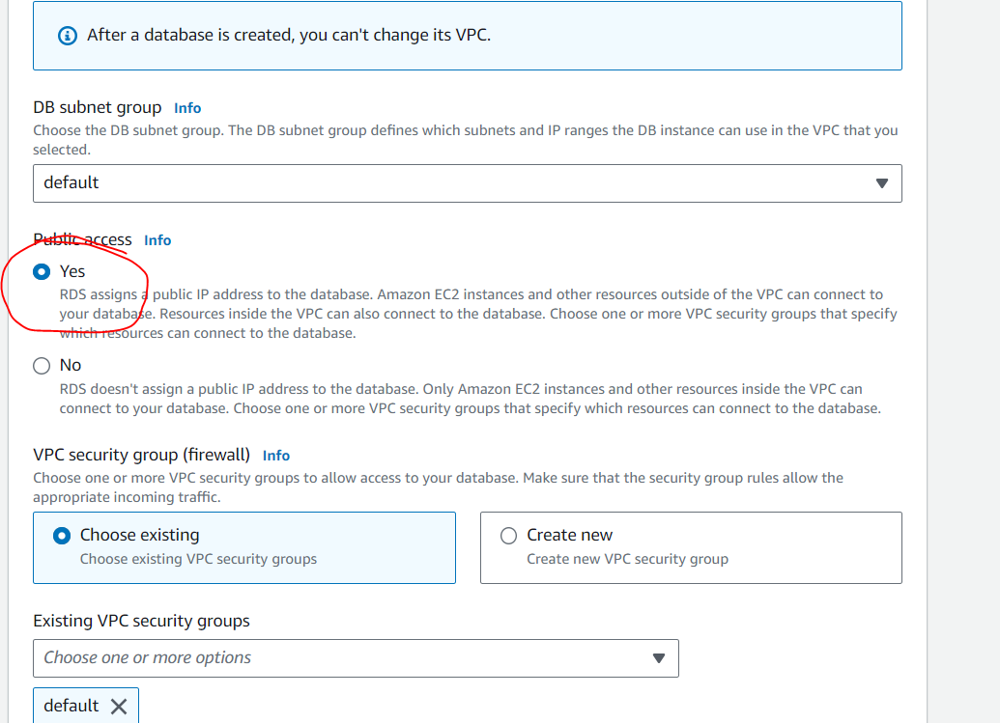 After a database is created, you can't change its VPC.
DB subnet group Info
Choose the DB subnet group. The DB subnet group defines which subnets and IP ranges the DB instance can use in the VPC that you
selected.
default
Public access Info
Yes
RDS assigns a public IP address to the database. Amazon EC2 instances and other resources outside of the VPC can connect to
your database. Resources inside the VPC can also connect to the database. Choose one or more VPC security groups that specify
which resources can connect to the database.
No
RDS doesn't assign a public IP address to the database. Only Amazon EC2 instances and other resources inside the VPC can
connect to your database. Choose one or more VPC security groups that specify which resources can connect to the database.
VPC security group (firewall) Info
Choose one or more VPC security groups to allow access to your database. Make sure that the security group rules allow the
appropriate incoming traffic.
Choose existing
Choose existing VPC security groups
Create new
Create new VPC security group
Existing VPC security groups
Choose one or more options
default